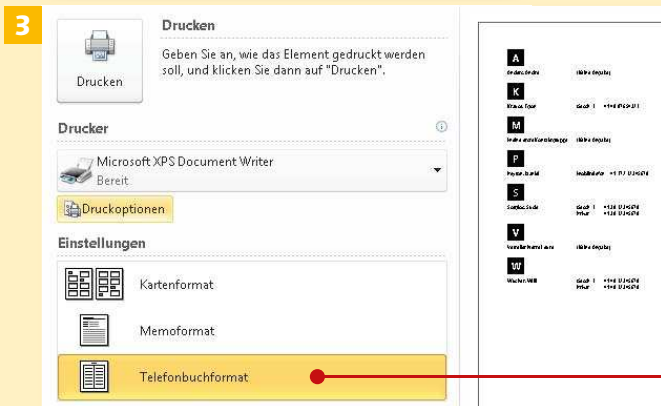 3
Drucken
Geben Sie an, wie das Element gedruckt werden
soll, und klicken Sie dann auf "Drucken".
Drucken
Drucker
Microsoft XPS Document Writer
Bereit
Druckoptionen
Einstellungen
Kartenformat
Memoformat
Telefonbuchformat
A
K
M
P
S
V
W